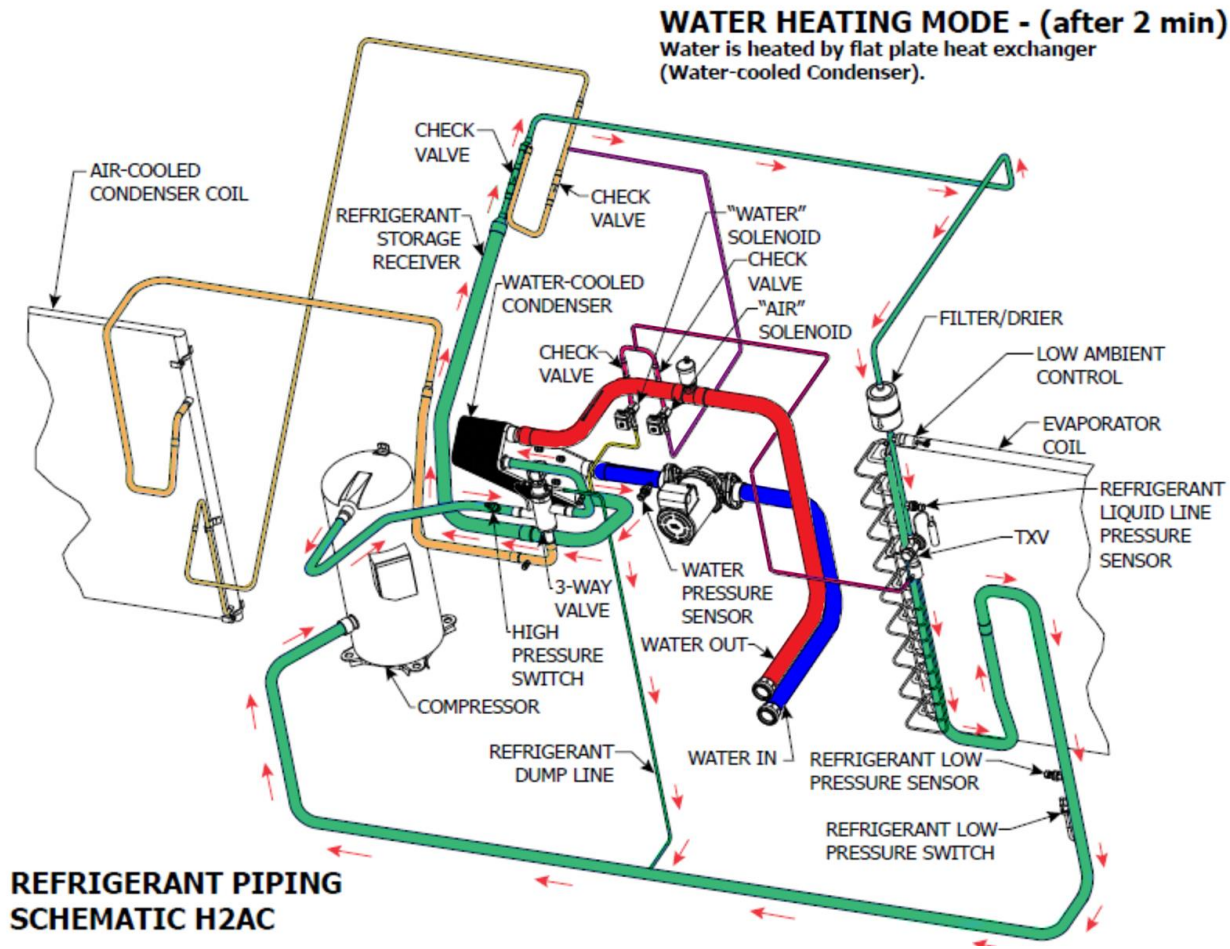 WATER HEATING MODE - (after 2 min)
Water is heated by flat plate heat exchanger
(Water-cooled Condenser).
CHECK
VALVE
AIR-COOLED
CONDENSER COIL
CHECK
VALVE
"WATER"
SOLENOID
REFRIGERANT
STORAGE
RECEIVER
CHECK
VALVE
WATER-COOLED
CONDENSER
"AIR"
SOLENOID
FILTER/DRIER
CHECK
VALVE
LOW AMBIENT
CONTROL
EVAPORATOR
COIL
REFRIGERANT
LIQUID LINE
PRESSURE
SENSOR
TXV
3-WAY
VALVE
WATER
PRESSURE
SENSOR
HIGH
PRESSURE
SWITCH
WATER OUT
COMPRESSOR
REFRIGERANT
DUMP LINE
WATER IN
REFRIGERANT LOW
PRESSURE SENSOR
REFRIGERANT LOW
PRESSURE SWITCH
REFRIGERANT PIPING
SCHEMATIC H2AC